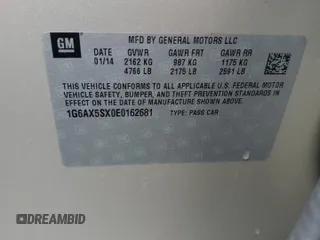 GM
MFD BY GENERAL MOTORS LLC
DATE GVWR GAWR FRT GAWR RR
01/14 2162 KG 987 KG 1175 KG
4766 LB 2175 LB 2591 LB
THIS VEHICLE CONFORMS TO ALL APPLICABLE U.S. FEDERAL MOTOR
VEHICLE SAFETY, BUMPER, AND THEFT PREVENTION STANDARDS IN
EFFECT ON THE DATE OF MANUFACTURE SHOWN ABOVE.
1G6AX5SX0E0162681 TYPE: PASS CAR
DREAMBID